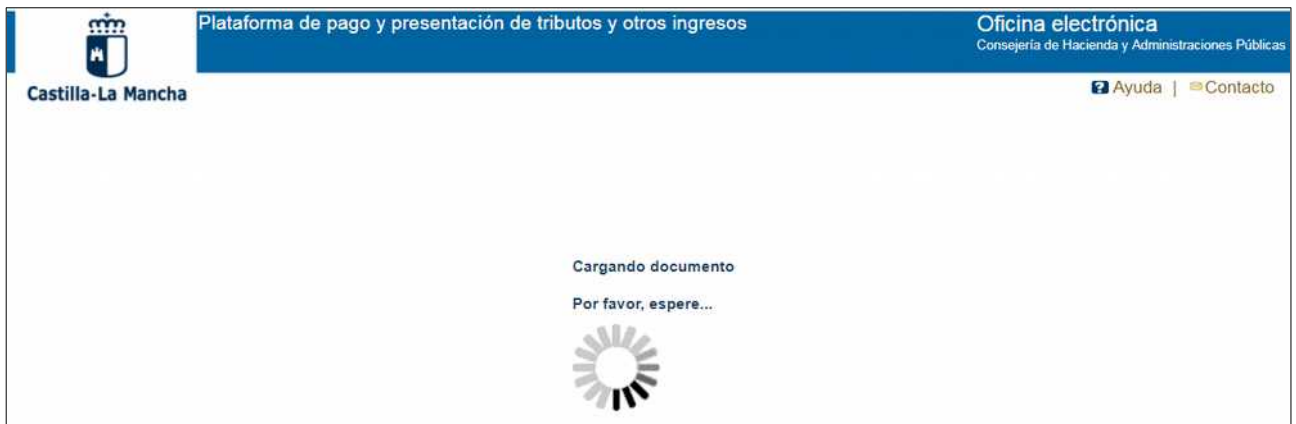 Plataforma de pago y presentación de tributos y otros ingresos
Oficina electrónica
Consejería de Hacienda y Administraciones Públicas
Castilla-La Mancha
Ayuda | Contacto
Cargando documento
Por favor, espere...